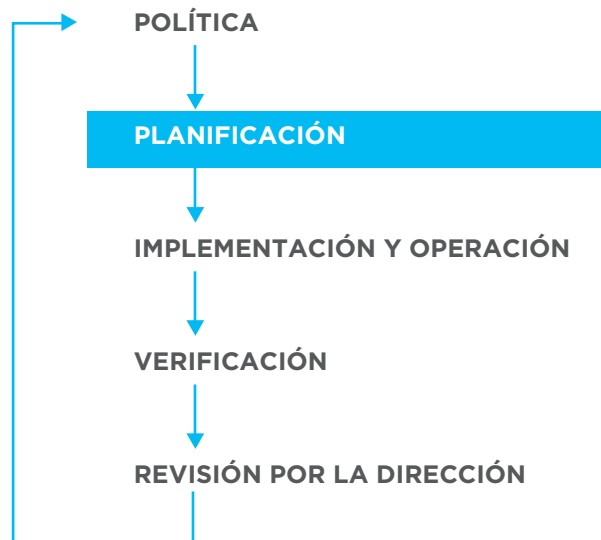 POLÍTICA
PLANIFICACIÓN
IMPLEMENTACIÓN Y OPERACIÓN
VERIFICACIÓN
REVISIÓN POR LA DIRECCIÓN